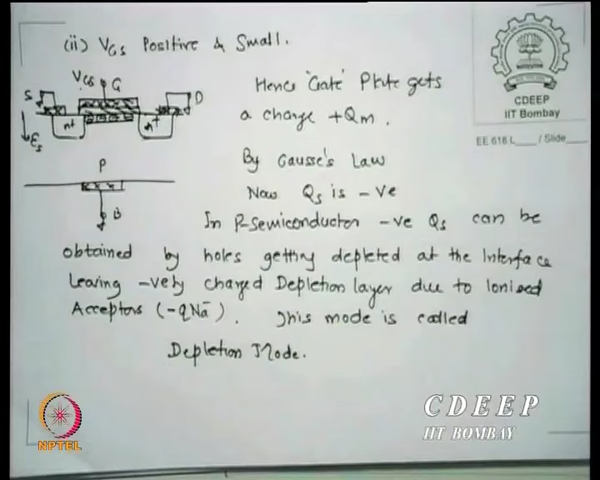 (ii) VGS Positive & Small.
VGS G
S D
Hence 'Gate' Plate gets
a charge +Qm.
n+ n+
Es
By Gausse's Law
P
Now Qs is -ve
B
In P-Semiconductor -ve Qs can be
obtained by holes getting depleted at the Interface
Leaving -vely charged Depletion layer due to Ionised
Acceptors (-qNa-). This mode is called
Depletion Mode.
CDEEP
IIT Bombay
EE 618 L____/ Slide____
NPTEL
CDEEP
IIT BOMBAY